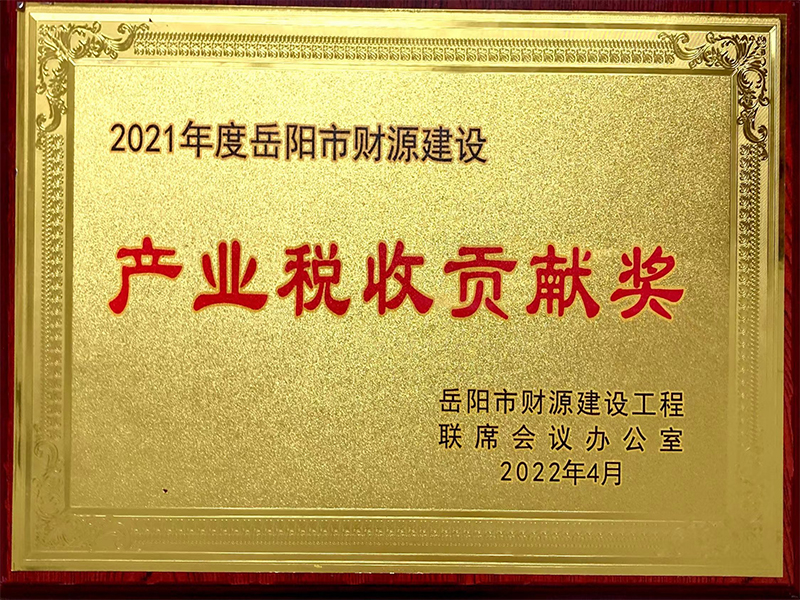 2021年度岳阳市财源建设
产业税收贡献奖
岳阳市财源建设工程
联席会议办公室
2022年4月